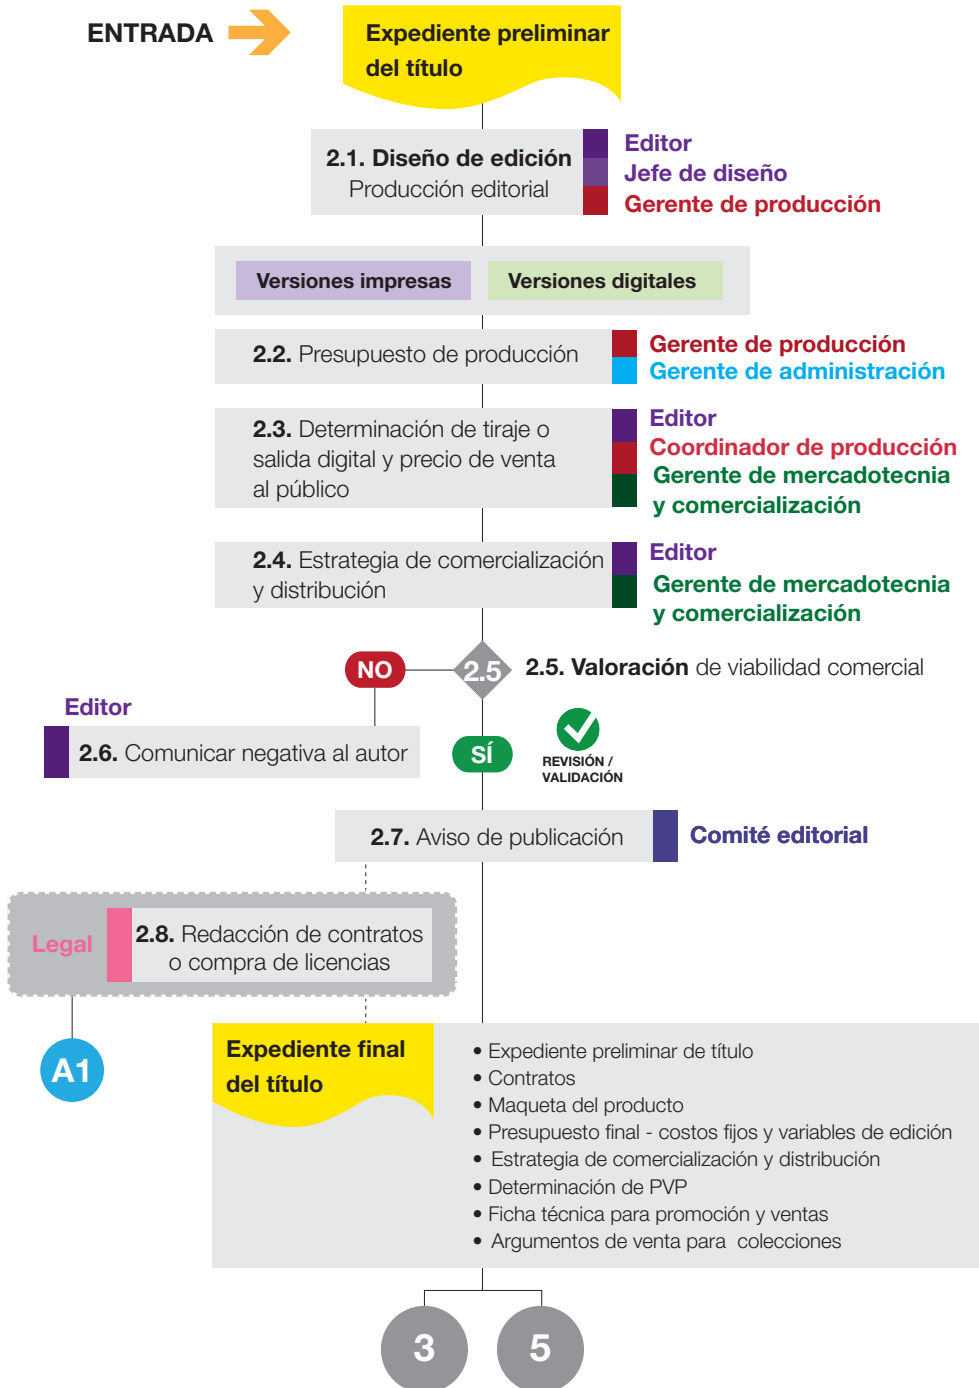 ENTRADA
Expediente preliminar
del título
2.1. Diseño de edición
Producción editorial
Editor
Jefe de diseño
Gerente de producción
Versiones impresas
Versiones digitales
2.2. Presupuesto de producción
Gerente de producción
Gerente de administración
2.3. Determinación de tiraje o
salida digital y precio de venta
al público
Editor
Coordinador de producción
Gerente de mercadotecnia
y comercialización
2.4. Estrategia de comercialización
y distribución
Editor
Gerente de mercadotecnia
y comercialización
NO
2.5
2.5. Valoración de viabilidad comercial
Editor
2.6. Comunicar negativa al autor
SÍ
REVISIÓN /
VALIDACIÓN
2.7. Aviso de publicación
Comité editorial
Legal
2.8. Redacción de contratos
o compra de licencias
A1
Expediente final
del título
• Expediente preliminar de título
• Contratos
• Maqueta del producto
• Presupuesto final - costos fijos y variables de edición
• Estrategia de comercialización y distribución
• Determinación de PVP
• Ficha técnica para promoción y ventas
• Argumentos de venta para colecciones
3
5